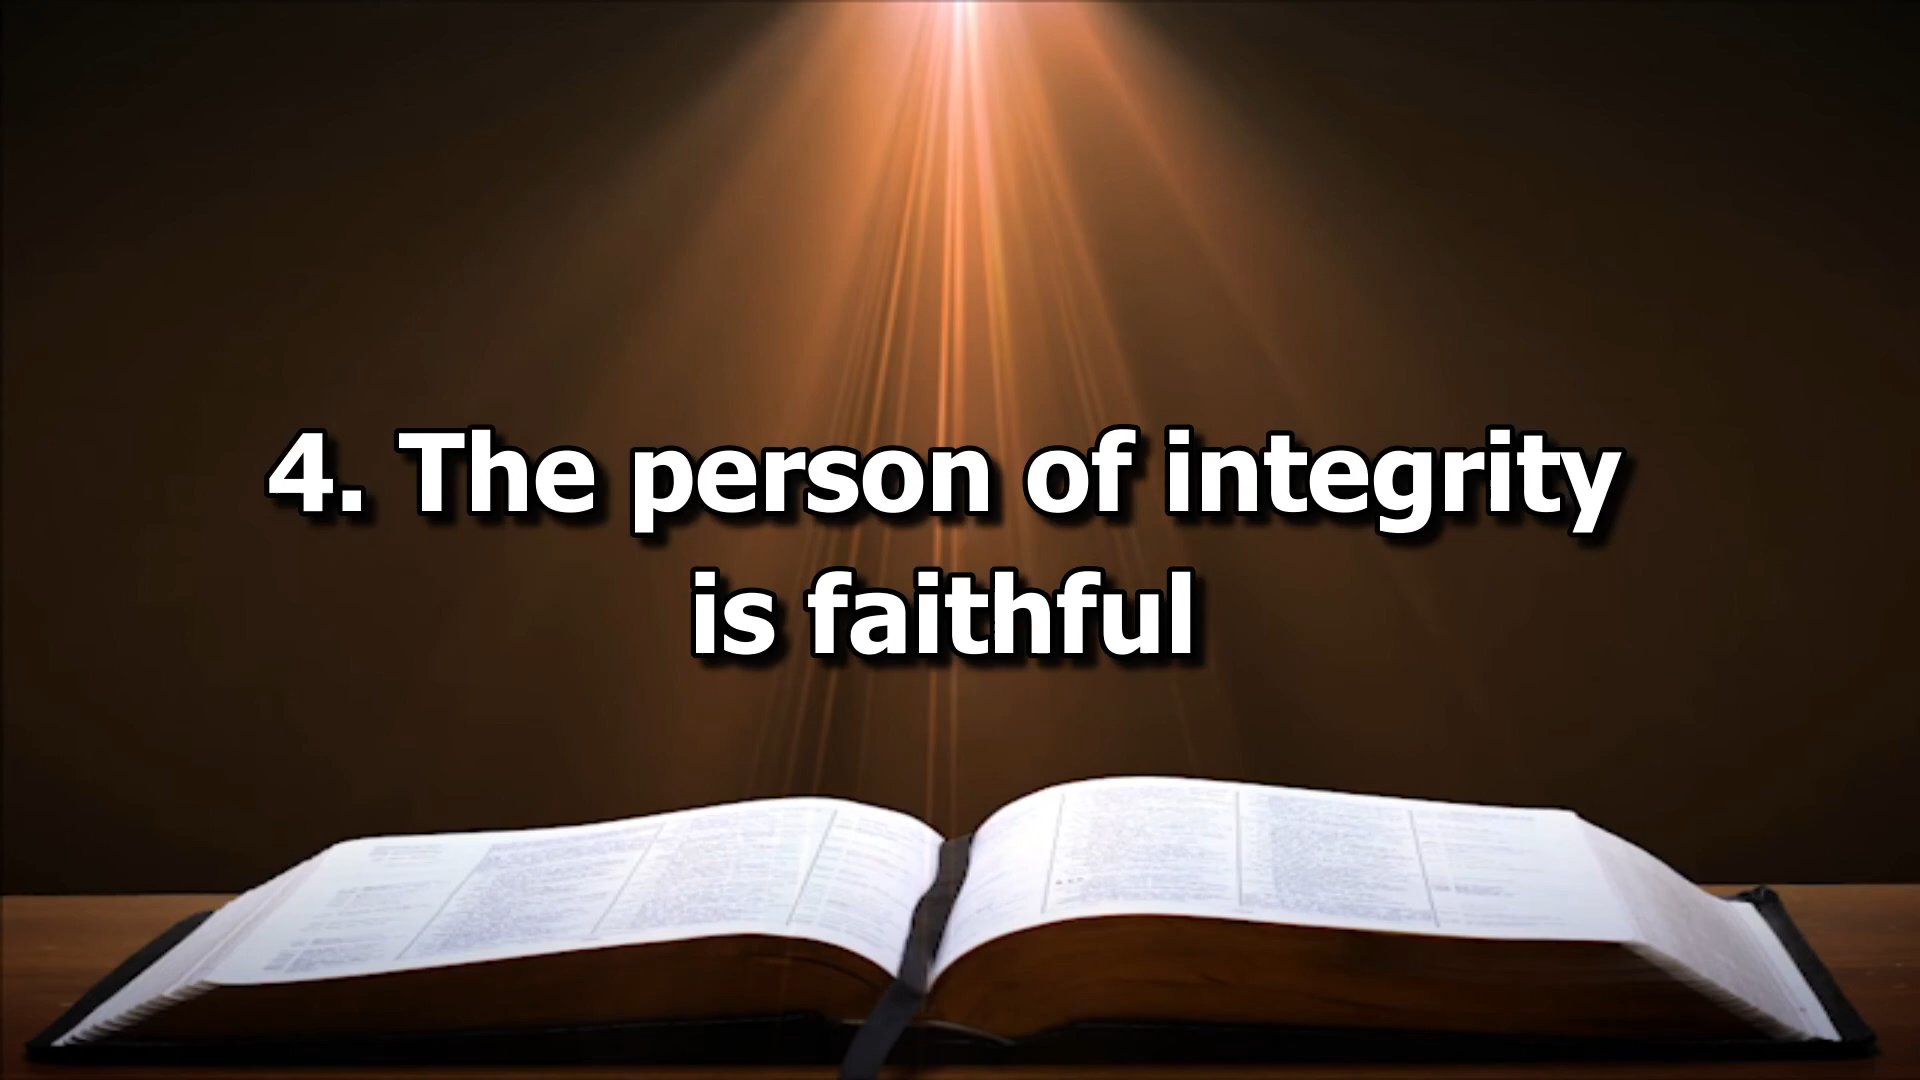 4. The person of integrity
is faithful